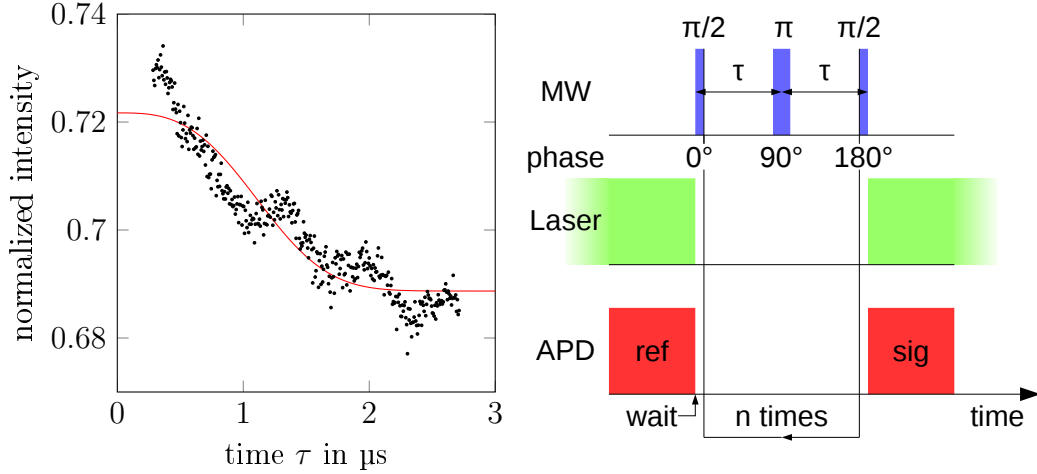 normalized intensity
0.74
0.72
0.7
0.68
0 1 2 3
time τ in µs
π/2 π π/2
τ τ
MW
phase 0° 90° 180°
Laser
APD ref sig
wait n times time